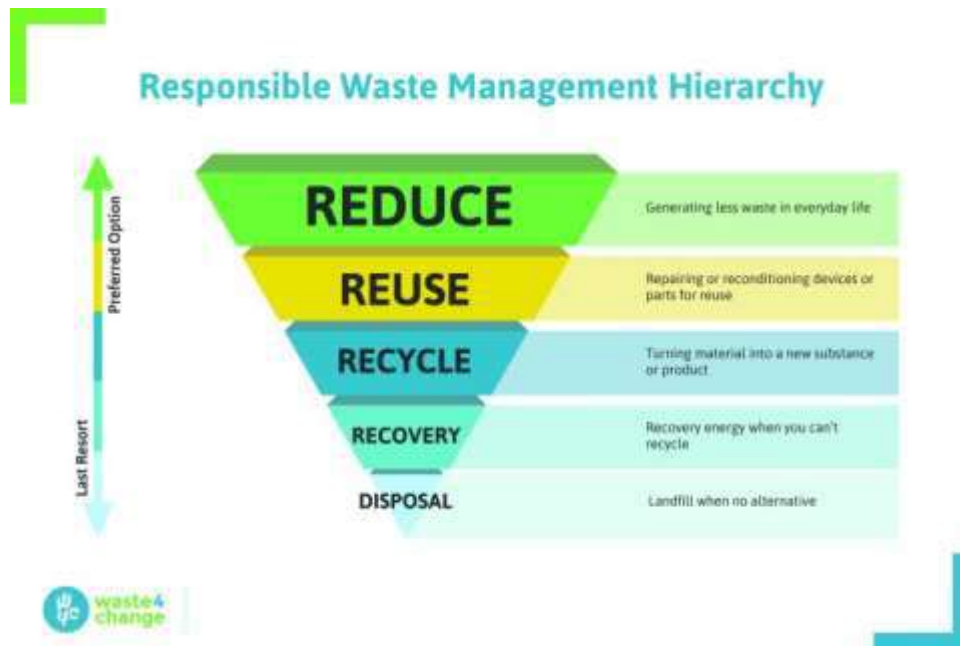 Responsible Waste Management Hierarchy
Preferred Option
Last Resort
REDUCE
Generating less waste in everyday life
REUSE
Repairing or reconditioning devices or
parts for reuse
RECYCLE
Turning material into a new substance
or product
RECOVERY
Recovery energy when you can't
recycle
DISPOSAL
Landfill when no alternative
waste4
change